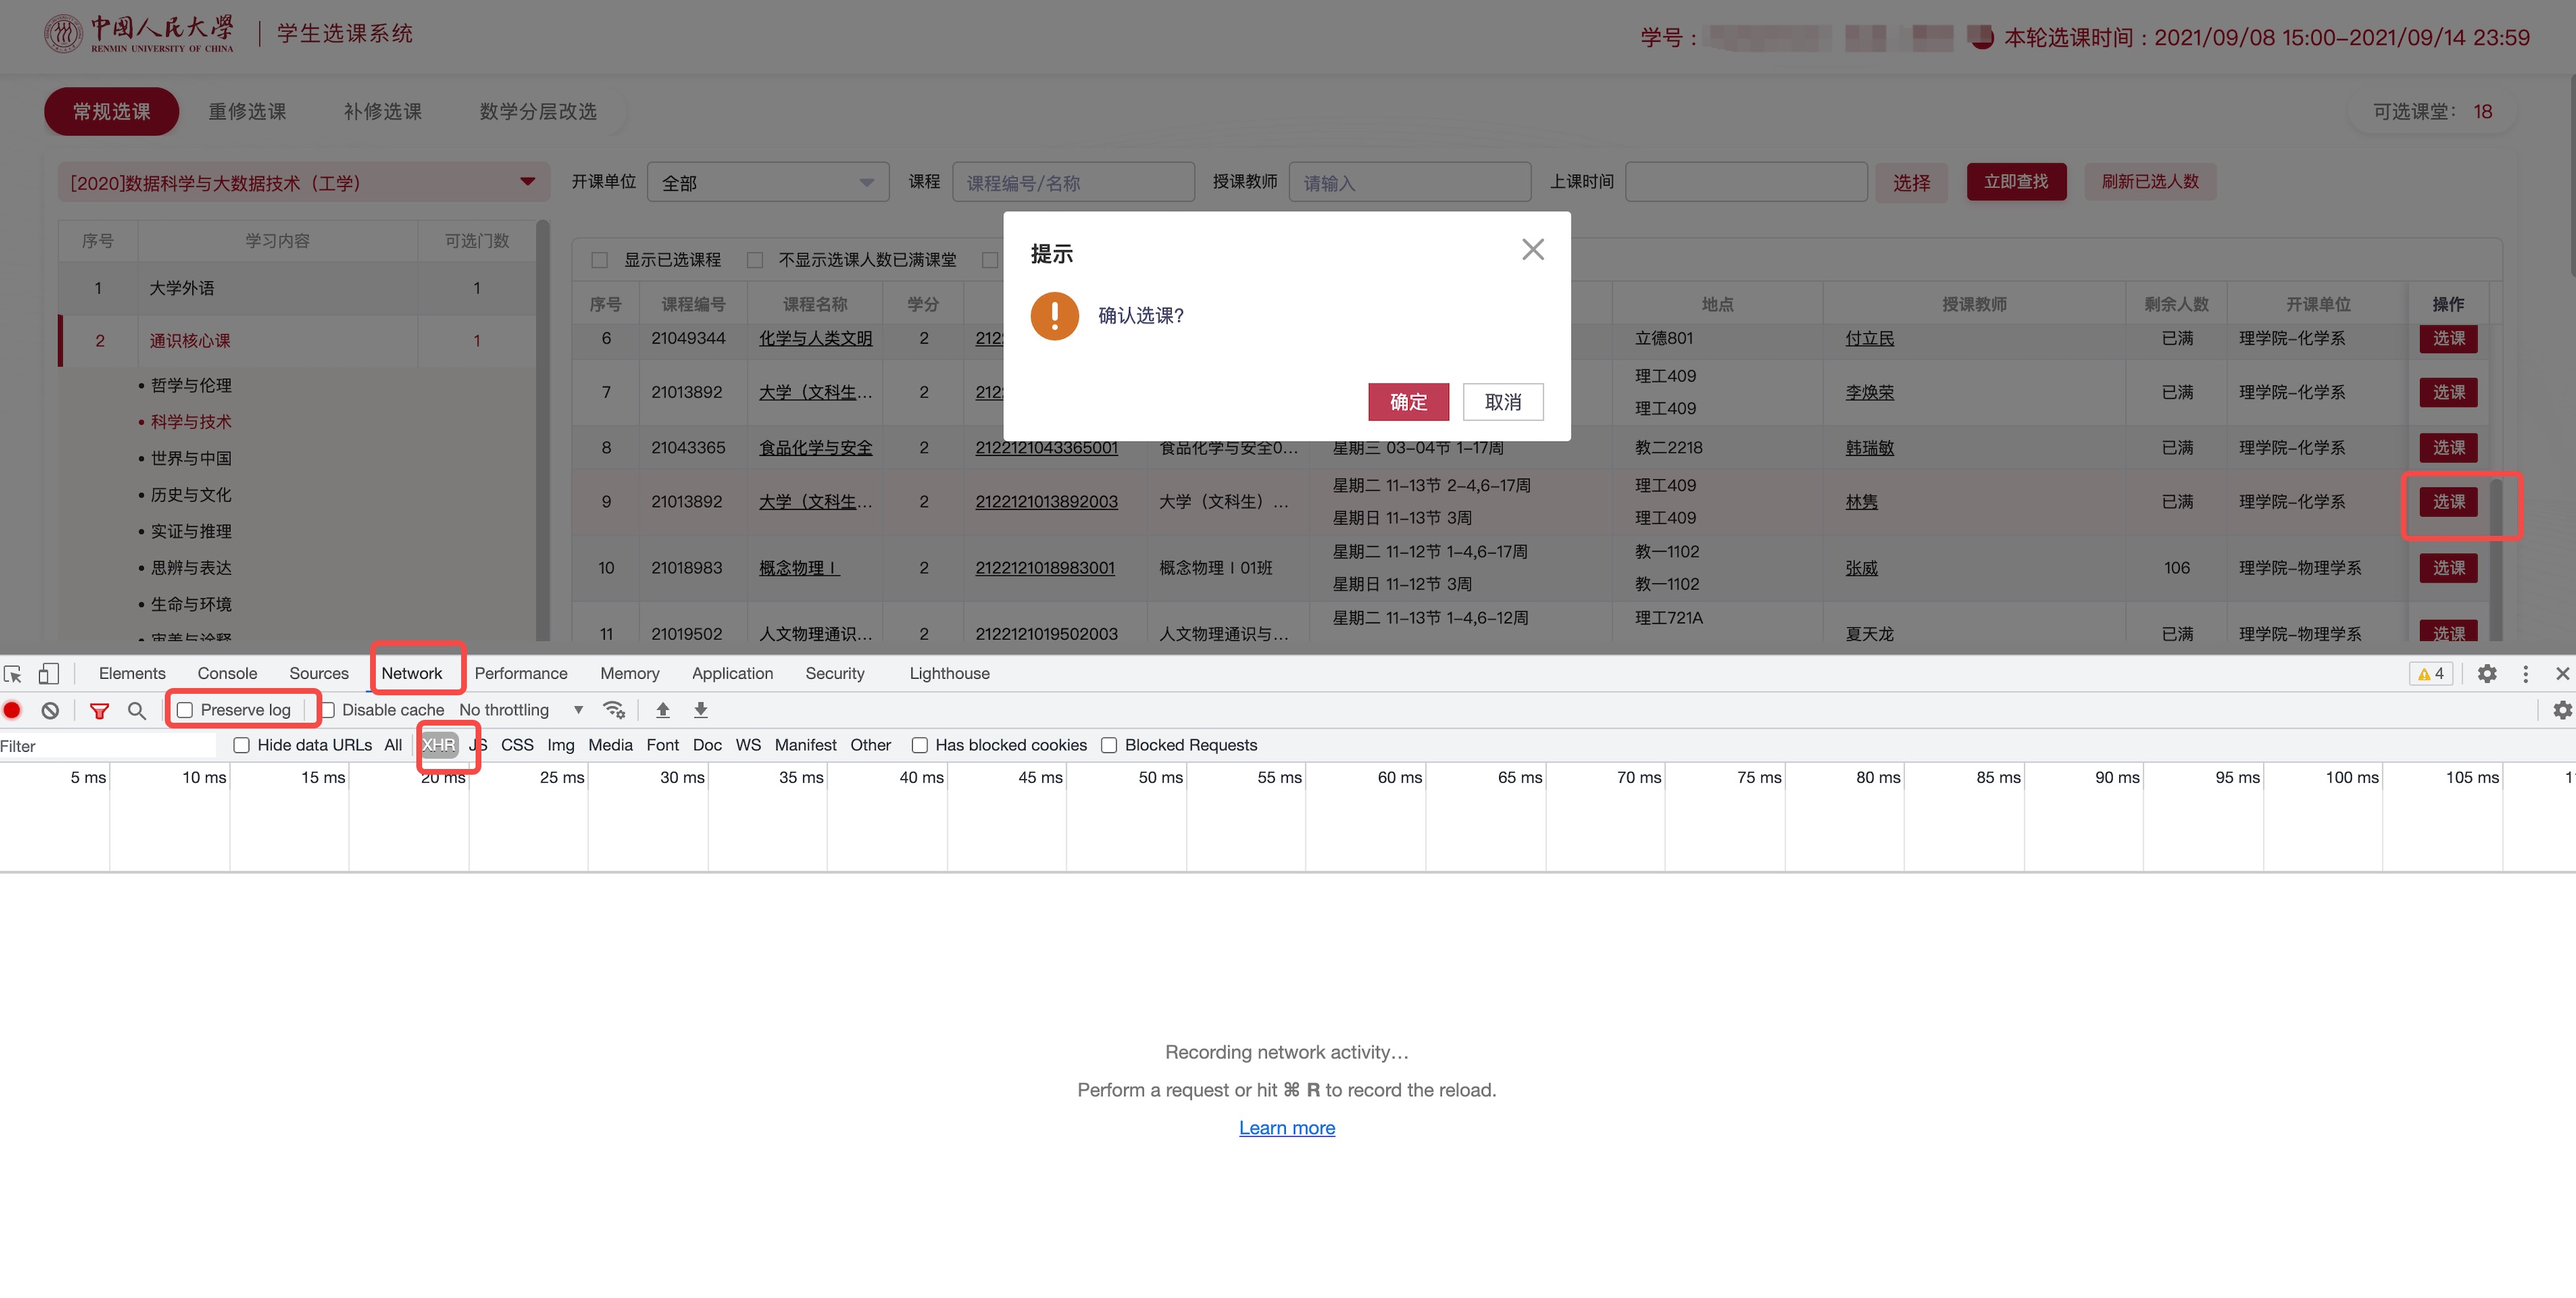 中国人民大学 学生选课系统
RENMIN UNIVERSITY OF CHINA
学号： 本轮选课时间：2021/09/08 15:00-2021/09/14 23:59
常规选课 重修选课 补修选课 数学分层改选 可选课堂： 18
[2020]数据科学与大数据技术（工学） 开课单位 全部 课程 课程编号/名称 授课教师 请输入 上课时间 选择 立即查找 刷新已选人数
序号 学习内容 可选门数
1 大学外语 1
2 通识核心课 1
• 哲学与伦理
• 科学与技术
• 世界与中国
• 历史与文化
• 实证与推理
• 思辨与表达
• 生命与环境
• 审美与诠释
显示已选课程 不显示选课人数已满课堂
序号 课程编号 课程名称 学分 地点 授课教师 剩余人数 开课单位 操作
6 21049344 化学与人类文明 2 2122 立德801 付立民 已满 理学院-化学系 选课
7 21013892 大学（文科生... 2 2122 理工409 李焕荣 已满 理学院-化学系 选课
理工409
8 21043365 食品化学与安全 2 2122121043365001 食品化学与安全0... 星期三 03-04节 1-17周 教二2218 韩瑞敏 已满 理学院-化学系 选课
9 21013892 大学（文科生... 2 2122121013892003 大学（文科生）... 星期二 11-13节 2-4,6-17周 理工409 林隽 已满 理学院-化学系 选课
星期日 11-13节 3周 理工409
10 21018983 概念物理 I 2 2122121018983001 概念物理 I 01班 星期二 11-12节 1-4,6-17周 教一1102 张威 106 理学院-物理学系 选课
星期日 11-12节 3周 教一1102
11 21019502 人文物理通识... 2 2122121019502003 人文物理通识与... 星期二 11-13节 1-4,6-12周 理工721A 夏天龙 已满 理学院-物理学系 选课
提示
确认选课?
确定 取消
Elements Console Sources Network Performance Memory Application Security Lighthouse 4
Preserve log Disable cache No throttling
Filter Hide data URLs All XHR JS CSS Img Media Font Doc WS Manifest Other Has blocked cookies Blocked Requests
5 ms 10 ms 15 ms 20 ms 25 ms 30 ms 35 ms 40 ms 45 ms 50 ms 55 ms 60 ms 65 ms 70 ms 75 ms 80 ms 85 ms 90 ms 95 ms 100 ms 105 ms
Recording network activity...
Perform a request or hit ⌘ R to record the reload.
Learn more